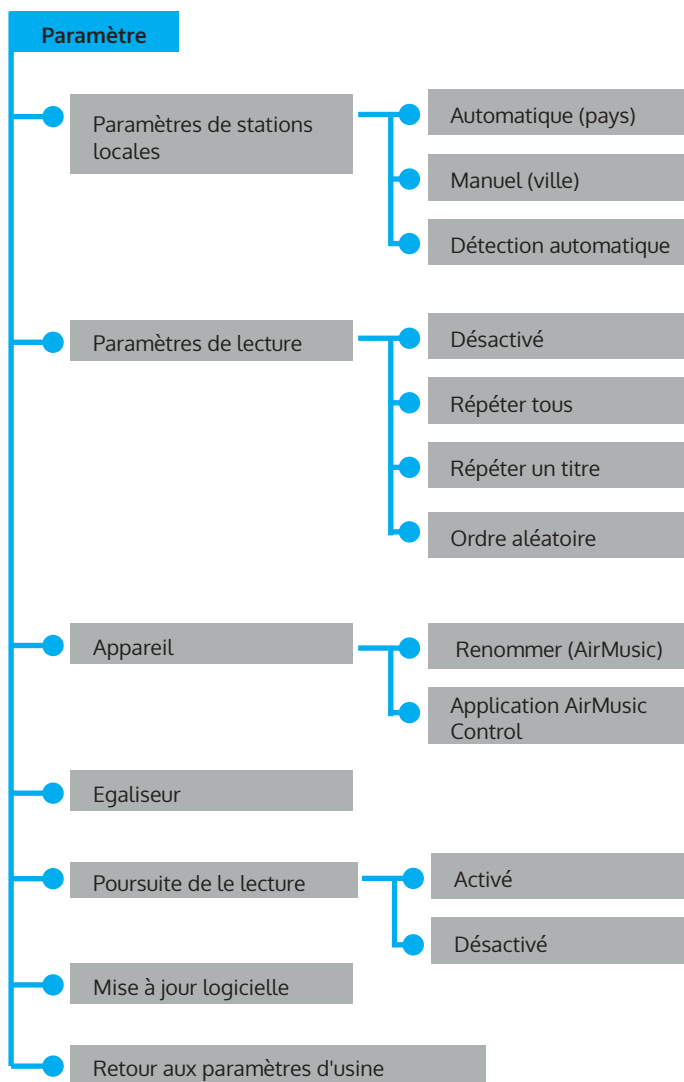 Paramètre
Paramètres de stations
locales
Automatique (pays)
Manuel (ville)
Détection automatique
Paramètres de lecture
Désactivé
Répéter tous
Répéter un titre
Ordre aléatoire
Appareil
Renommer (AirMusic)
Application AirMusic
Control
Egaliseur
Poursuite de le lecture
Activé
Désactivé
Mise à jour logicielle
Retour aux paramètres d'usine